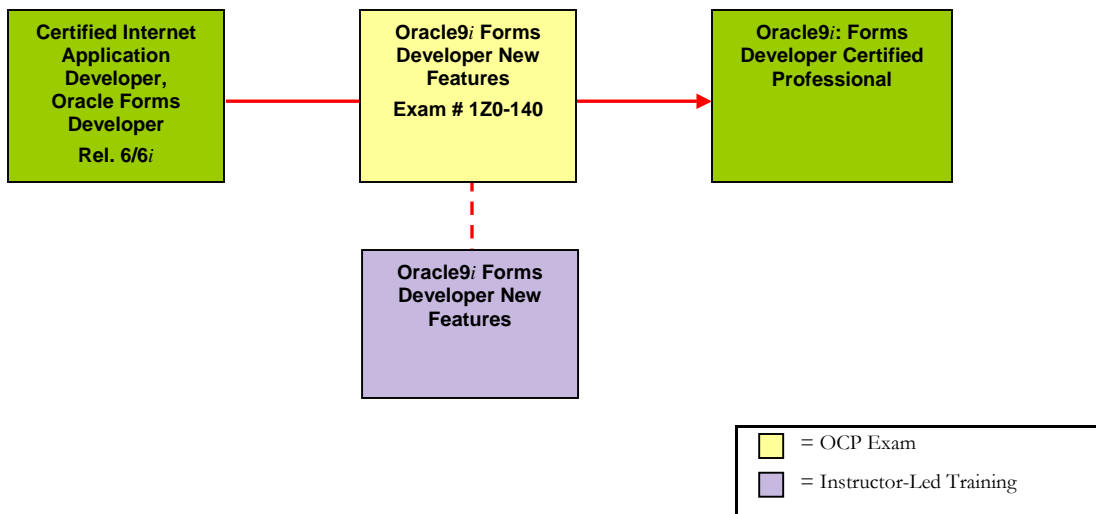 Certified Internet
Application
Developer,
Oracle Forms
Developer
Rel. 6/6i
Oracle9i Forms
Developer New
Features
Exam # 1Z0-140
Oracle9i: Forms
Developer Certified
Professional
Oracle9i Forms
Developer New
Features
= OCP Exam
= Instructor-Led Training